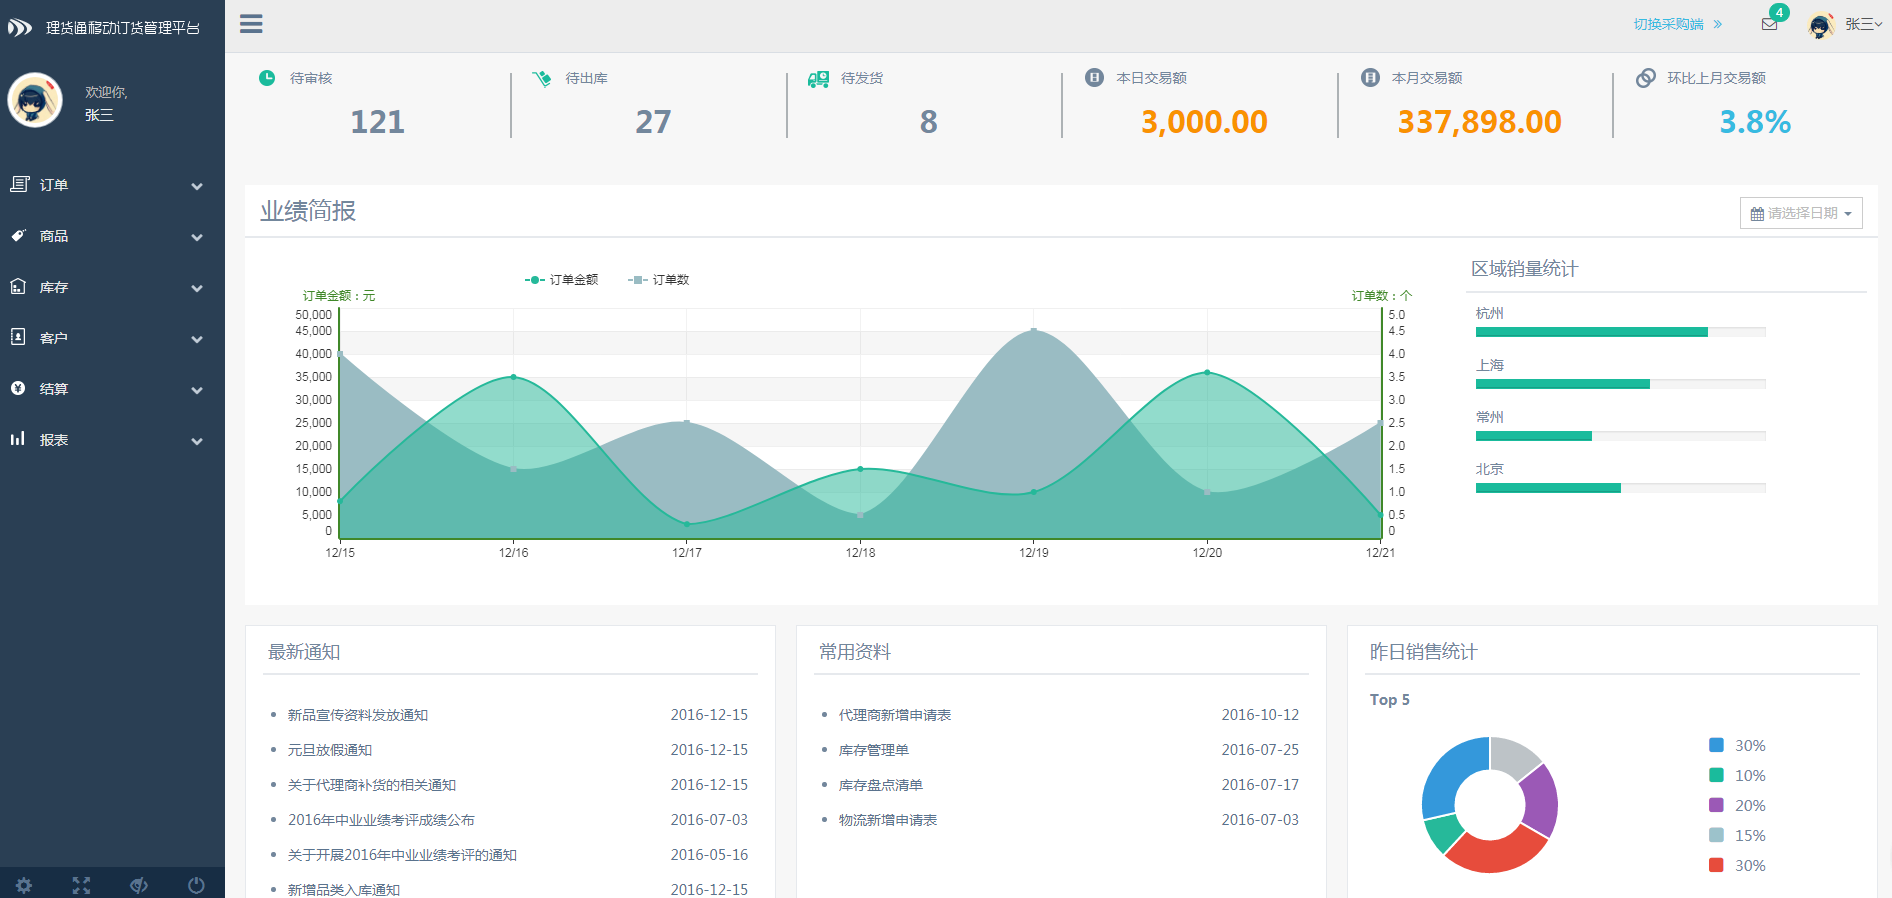 理货通移动订货管理平台
切换采购端 »
4
张三
欢迎你,
张三
订单
商品
库存
客户
结算
报表
待审核
121
待出库
27
待发货
8
本日交易额
3,000.00
本月交易额
337,898.00
环比上月交易额
3.8%
业绩简报
请选择日期
订单金额 订单数
订单金额：元
订单数：个
50,000
45,000
40,000
35,000
30,000
25,000
20,000
15,000
10,000
5,000
0
5.0
4.5
4.0
3.5
3.0
2.5
2.0
1.5
1.0
0.5
0
12/15 12/16 12/17 12/18 12/19 12/20 12/21
区域销量统计
杭州
上海
常州
北京
最新通知
新品宣传资料发放通知 2016-12-15
元旦放假通知 2016-12-15
关于代理商补货的相关通知 2016-12-15
2016年中业业绩考评成绩公布 2016-07-03
关于开展2016年中业业绩考评的通知 2016-05-16
新增品类入库通知 2016-12-15
常用资料
代理商新增申请表 2016-10-12
库存管理单 2016-07-25
库存盘点清单 2016-07-17
物流新增申请表 2016-07-03
昨日销售统计
Top 5
30%
10%
20%
15%
30%